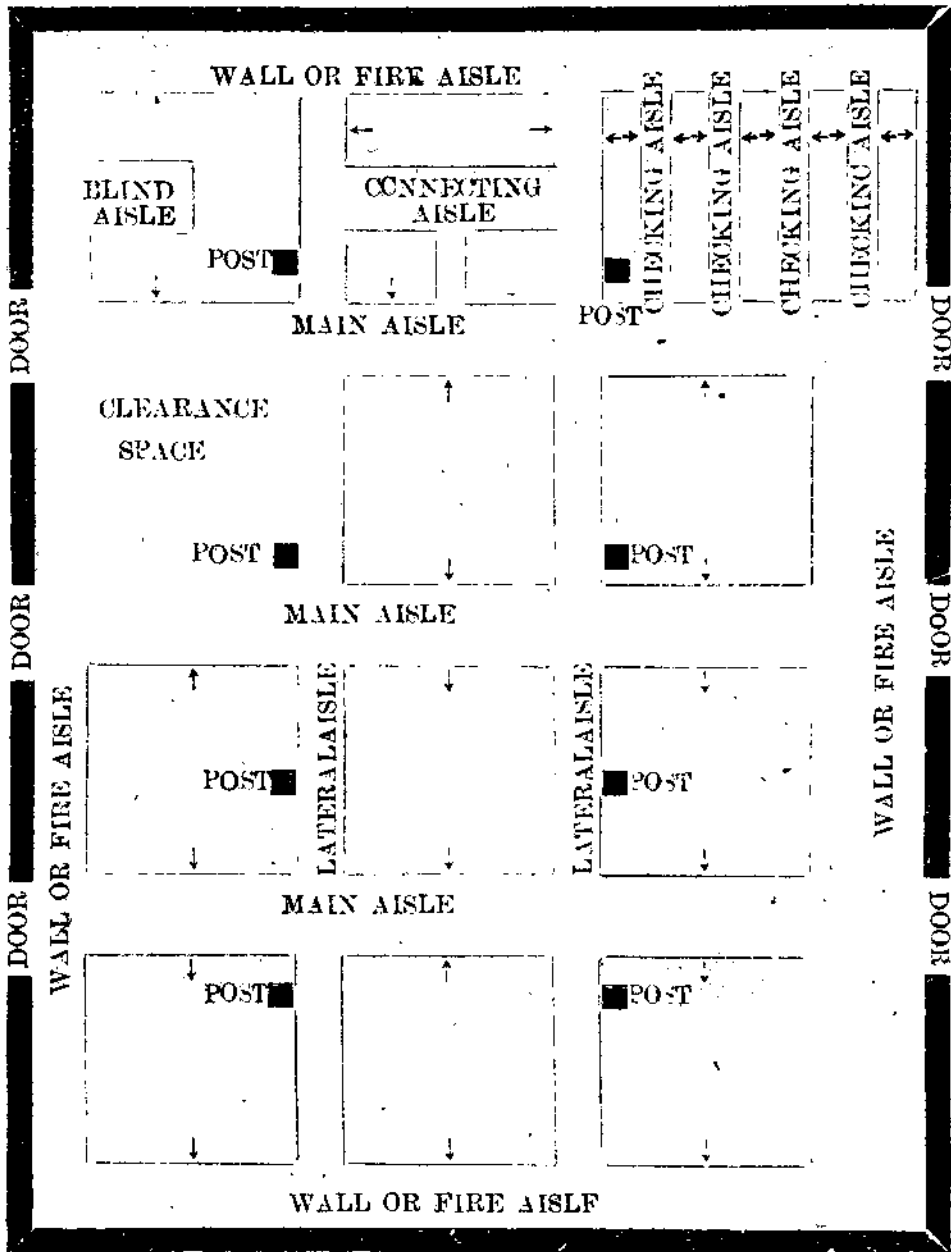 WALL OR FIRE AISLE
CHECKING AISLE
CHECKING AISLE
CHECKING AISLE
CHECKING AISLE
BLIND
AISLE
CONNECTING
AISLE
POST
POST
DOOR
MAIN AISLE
DOOR
CLEARANCE
SPACE
POST
POST
DOOR
MAIN AISLE
DOOR
WALL OR FIRE AISLE
WALL OR FIRE AISLE
LATERAL AISLE
LATERAL AISLE
POST
POST
DOOR
MAIN AISLE
DOOR
POST
POST
WALL OR FIRE AISLE